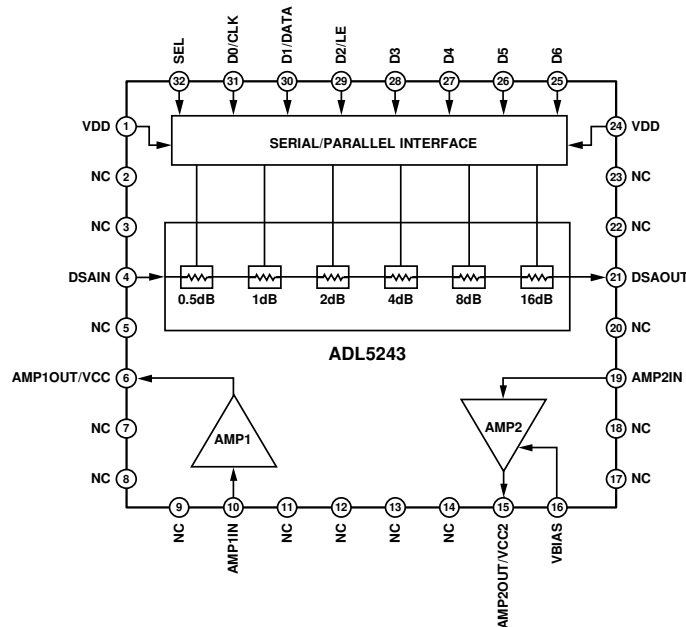 SEL
D0/CLK
D1/DATA
D2/LE
D3
D4
D5
D6
32
31
30
29
28
27
26
25
VDD
1
SERIAL/PARALLEL INTERFACE
24
VDD
NC
2
23
NC
NC
3
22
NC
DSAIN
4
0.5dB
1dB
2dB
4dB
8dB
16dB
21
DSAOUT
NC
5
20
NC
ADL5243
AMP1OUT/VCC
6
19
AMP2IN
NC
7
AMP1
AMP2
18
NC
NC
8
17
NC
9
10
11
12
13
14
15
16
NC
AMP1IN
NC
NC
NC
NC
AMP2OUT/VCC2
VBIAS